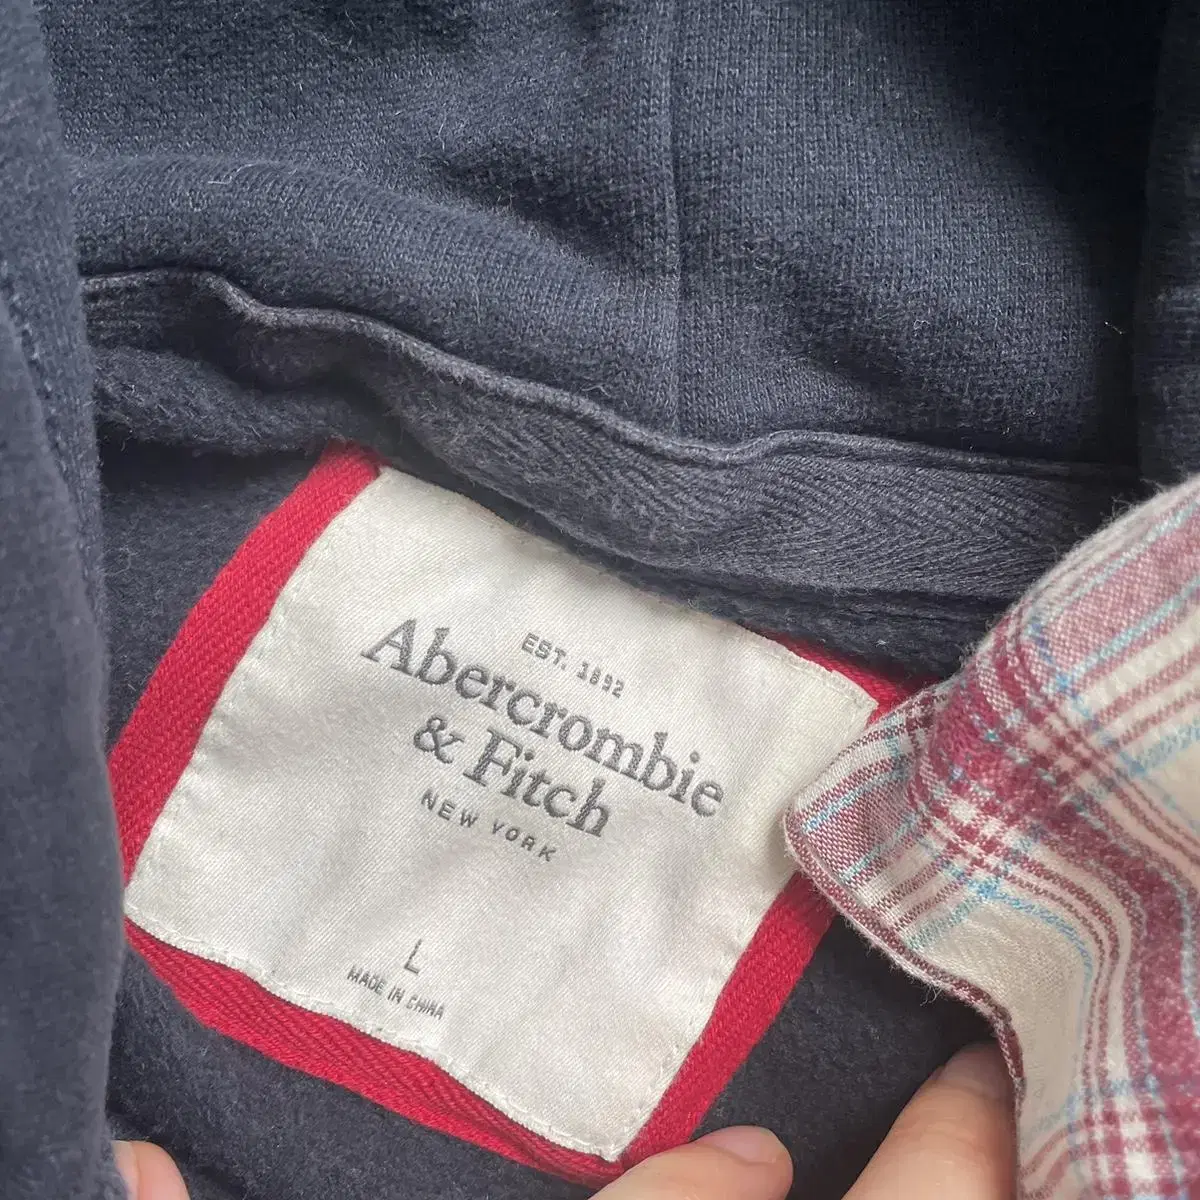 EST. 1892
Abercrombie
& Fitch
NEW YORK
L
MADE IN CHINA